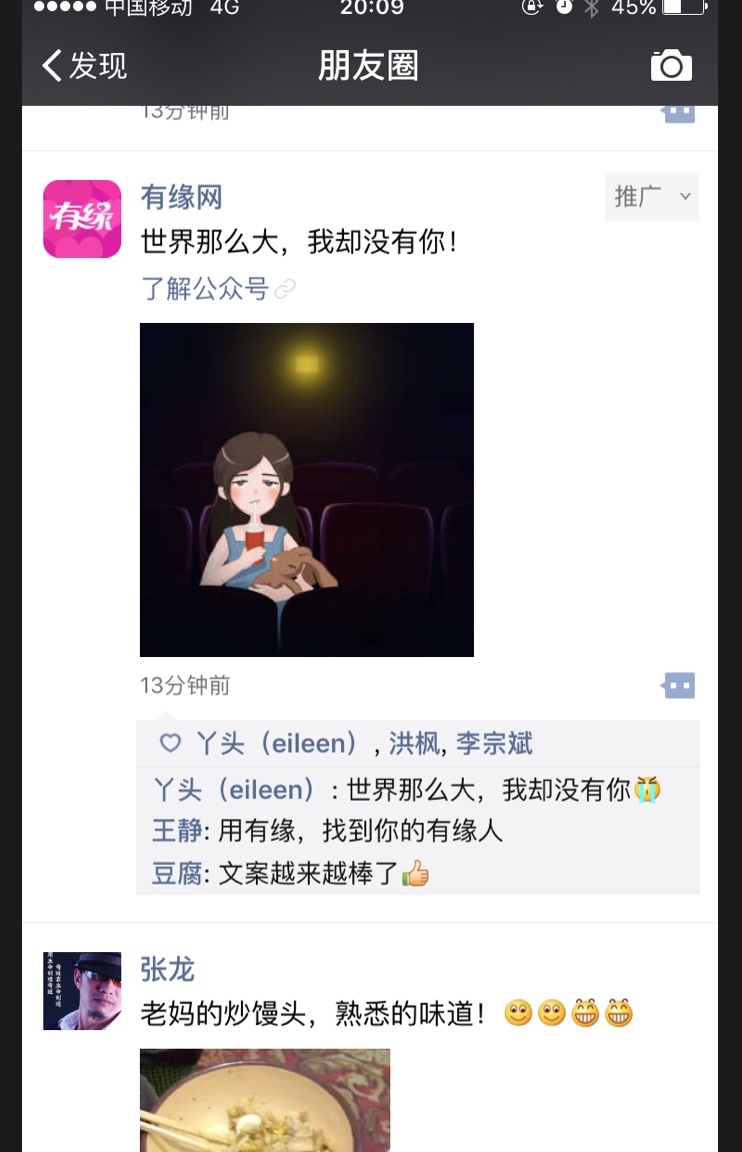 中国移动 4G 20:09 45%
发现 朋友圈
13分钟前
有缘
有缘网 推广
世界那么大，我却没有你！
了解公众号
13分钟前
丫头（eileen）, 洪枫, 李宗斌
丫头（eileen）: 世界那么大，我却没有你😭
王静: 用有缘，找到你的有缘人
豆腐: 文案越来越棒了👍
张龙
老妈的炒馒头，熟悉的味道！🙂🙂😁😁